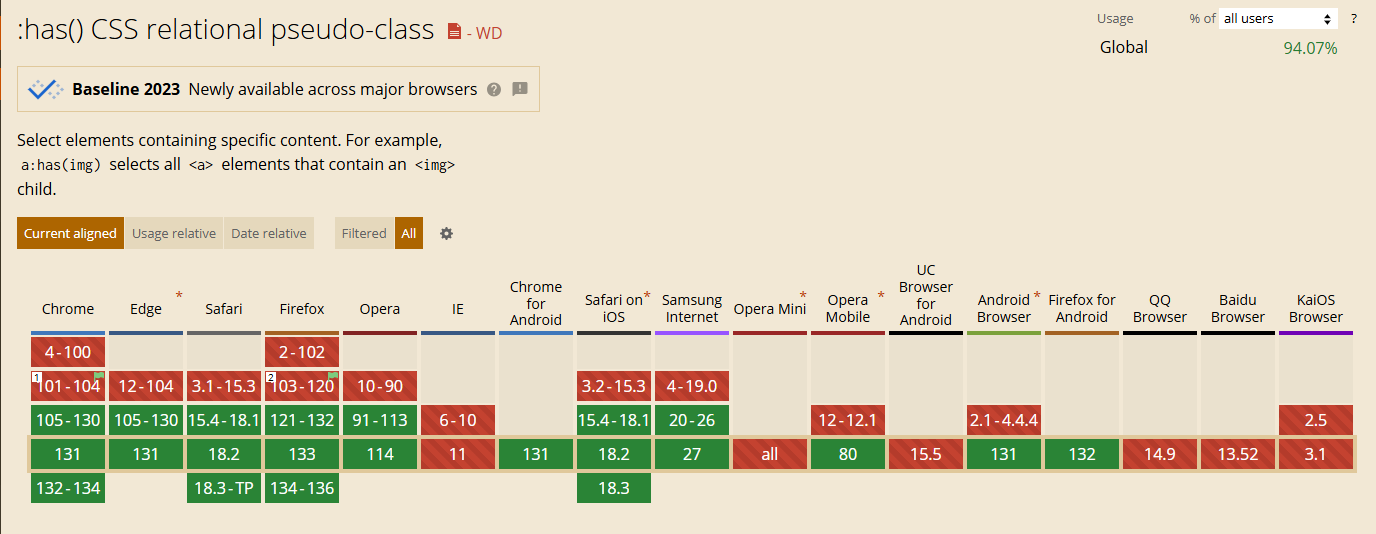 :has() CSS relational pseudo-class - WD
Usage % of all users ?
Global 94.07%
Baseline 2023 Newly available across major browsers
Select elements containing specific content. For example,
a:has(img) selects all <a> elements that contain an <img>
child.
Current aligned Usage relative Date relative Filtered All
Chrome Edge * Safari Firefox Opera IE Chrome for Android Safari on iOS * Samsung Internet Opera Mini * Opera Mobile * UC Browser for Android Android Browser * Firefox for Android QQ Browser Baidu Browser KaiOS Browser
4-100 2-102
1 101-104 12-104 3.1-15.3 2 103-120 10-90 3.2-15.3 4-19.0
105-130 105-130 15.4-18.1 121-132 91-113 6-10 15.4-18.1 20-26 12-12.1 2.1-4.4.4 2.5
131 131 18.2 133 114 11 131 18.2 27 all 80 15.5 131 132 14.9 13.52 3.1
132-134 18.3-TP 134-136 18.3